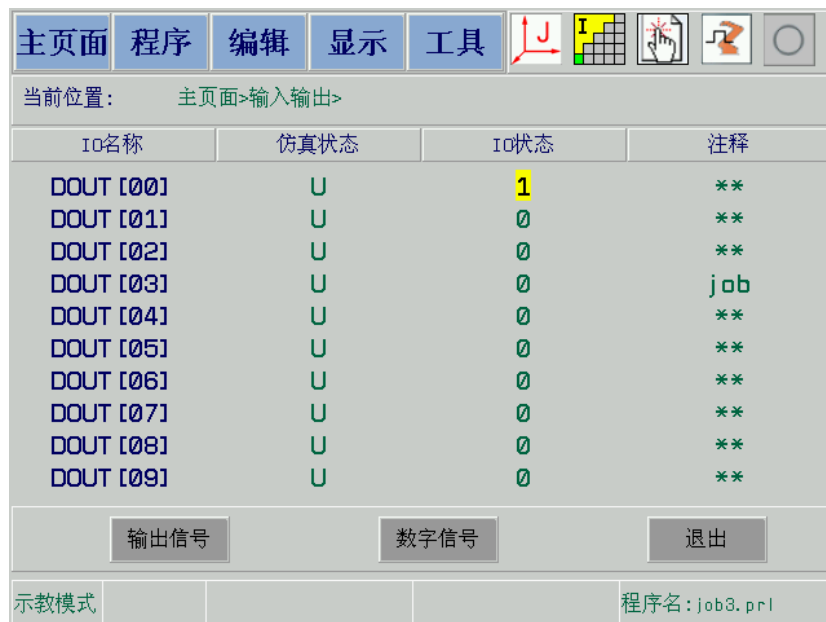 主页面 程序 编辑 显示 工具 J I
当前位置: 主页面>输入输出>
IO名称 仿真状态 IO状态 注释
DOUT [00] U 1 **
DOUT [01] U 0 **
DOUT [02] U 0 **
DOUT [03] U 0 job
DOUT [04] U 0 **
DOUT [05] U 0 **
DOUT [06] U 0 **
DOUT [07] U 0 **
DOUT [08] U 0 **
DOUT [09] U 0 **
输出信号 数字信号 退出
示教模式 程序名:job3.prl